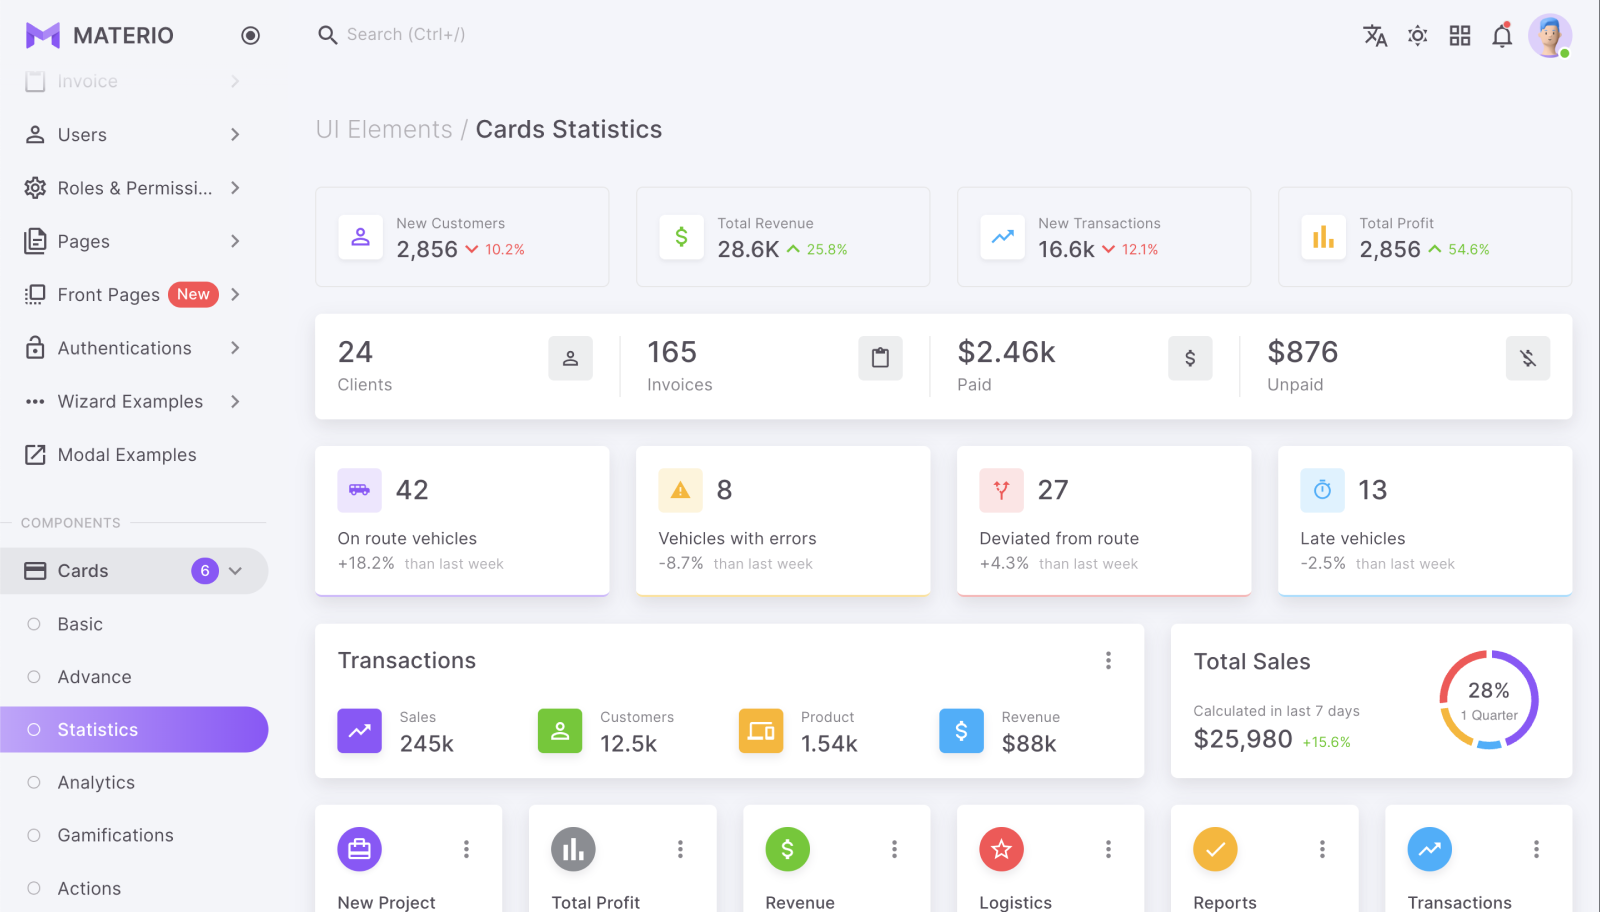 MATERIO
Search (Ctrl+/)
Invoice
Users
Roles & Permissi...
Pages
Front Pages New
Authentications
Wizard Examples
Modal Examples
COMPONENTS
Cards 6
Basic
Advance
Statistics
Analytics
Gamifications
Actions
UI Elements / Cards Statistics
New Customers
2,856 10.2%
Total Revenue
28.6K 25.8%
New Transactions
16.6k 12.1%
Total Profit
2,856 54.6%
24
Clients
165
Invoices
$2.46k
Paid
$876
Unpaid
42
On route vehicles
+18.2% than last week
8
Vehicles with errors
-8.7% than last week
27
Deviated from route
+4.3% than last week
13
Late vehicles
-2.5% than last week
Transactions
Sales
245k
Customers
12.5k
Product
1.54k
Revenue
$88k
Total Sales
Calculated in last 7 days
$25,980 +15.6%
28%
1 Quarter
New Project
Total Profit
Revenue
Logistics
Reports
Transactions